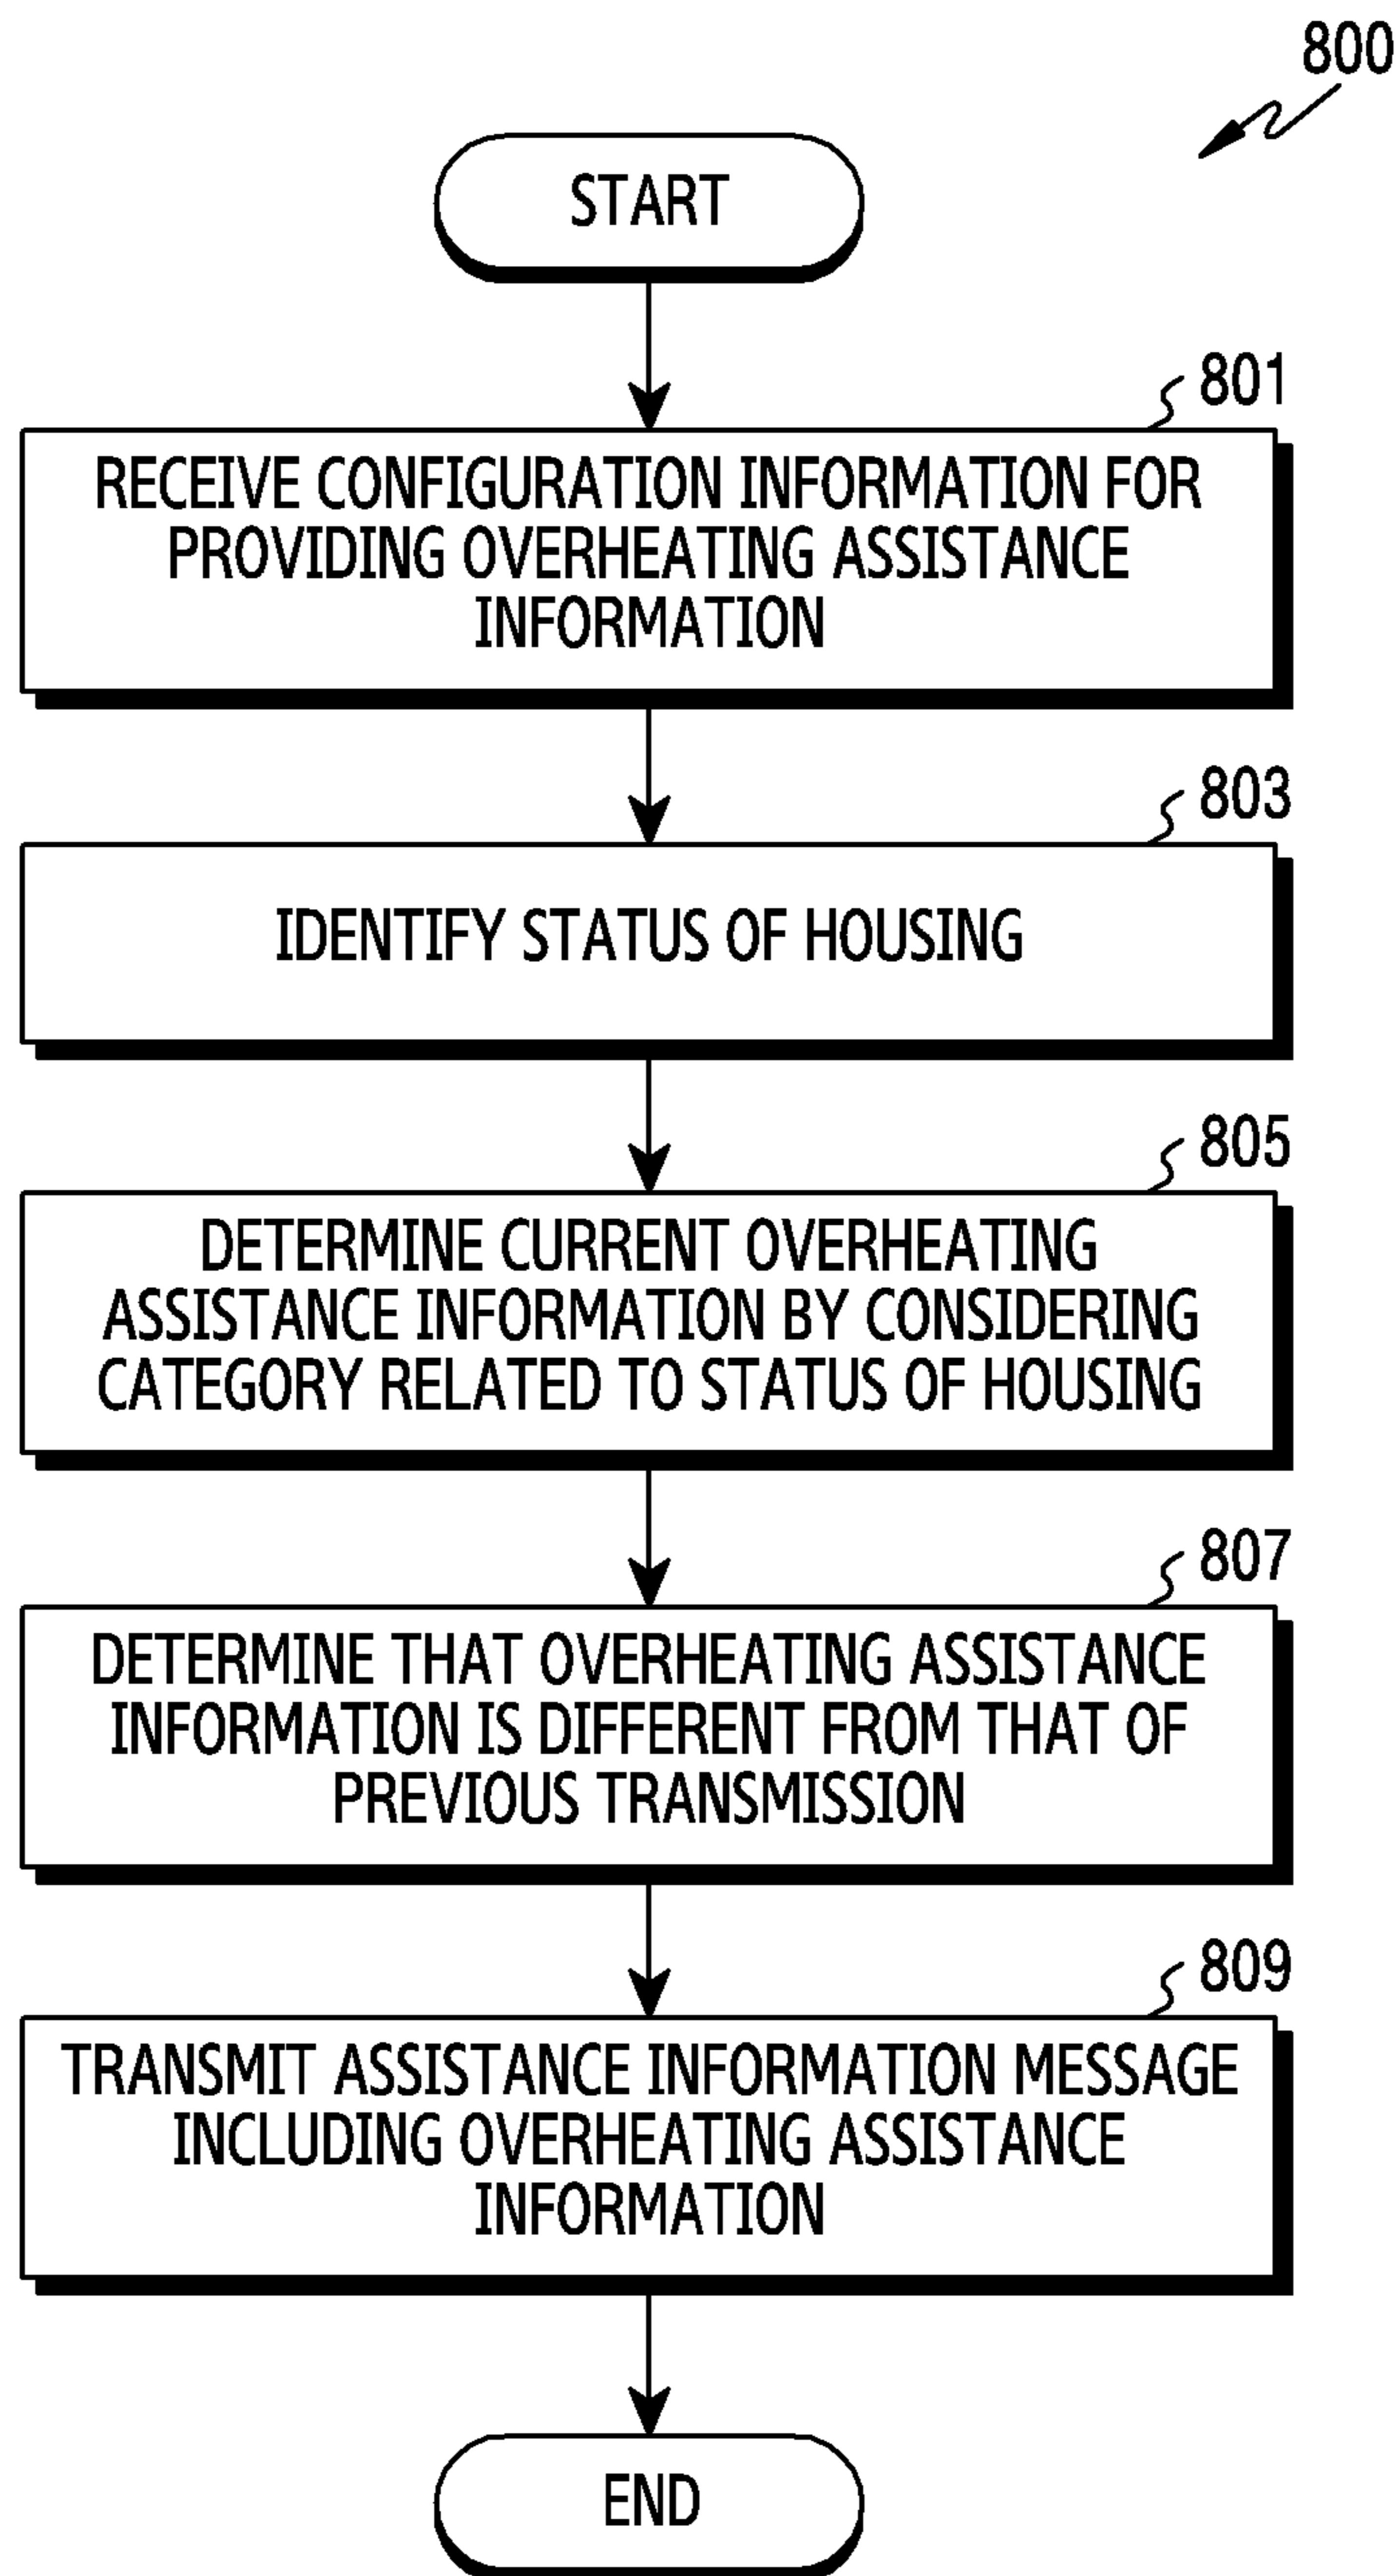 800
START
801
RECEIVE CONFIGURATION INFORMATION FOR
PROVIDING OVERHEATING ASSISTANCE
INFORMATION
803
IDENTIFY STATUS OF HOUSING
805
DETERMINE CURRENT OVERHEATING
ASSISTANCE INFORMATION BY CONSIDERING
CATEGORY RELATED TO STATUS OF HOUSING
807
DETERMINE THAT OVERHEATING ASSISTANCE
INFORMATION IS DIFFERENT FROM THAT OF
PREVIOUS TRANSMISSION
809
TRANSMIT ASSISTANCE INFORMATION MESSAGE
INCLUDING OVERHEATING ASSISTANCE
INFORMATION
END